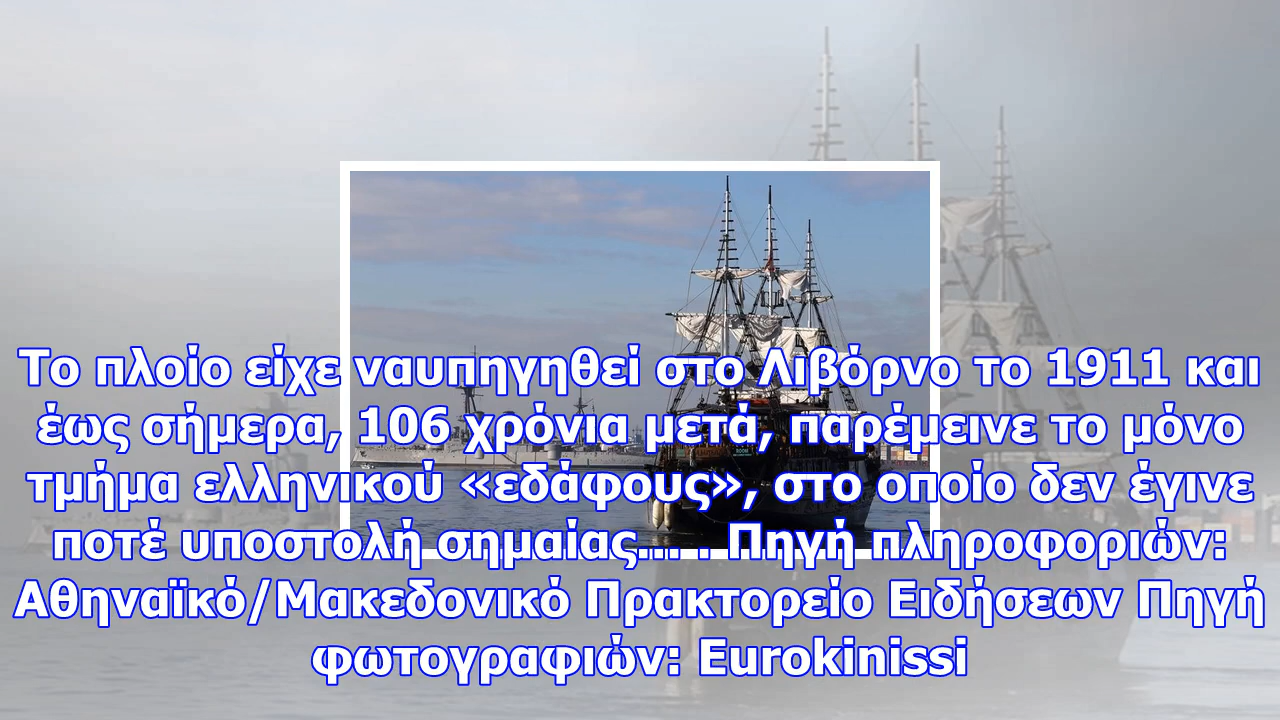 Το πλοίο είχε ναυπηγηθεί στο Λιβόρνο το 1911 και
έως σήμερα, 106 χρόνια μετά, παρέμεινε το μόνο
τμήμα ελληνικού «εδάφους», στο οποίο δεν έγινε
ποτέ υποστολή σημαίας... . Πηγή πληροφοριών:
Αθηναϊκό/Μακεδονικό Πρακτορείο Ειδήσεων Πηγή
φωτογραφιών: Eurokinissi